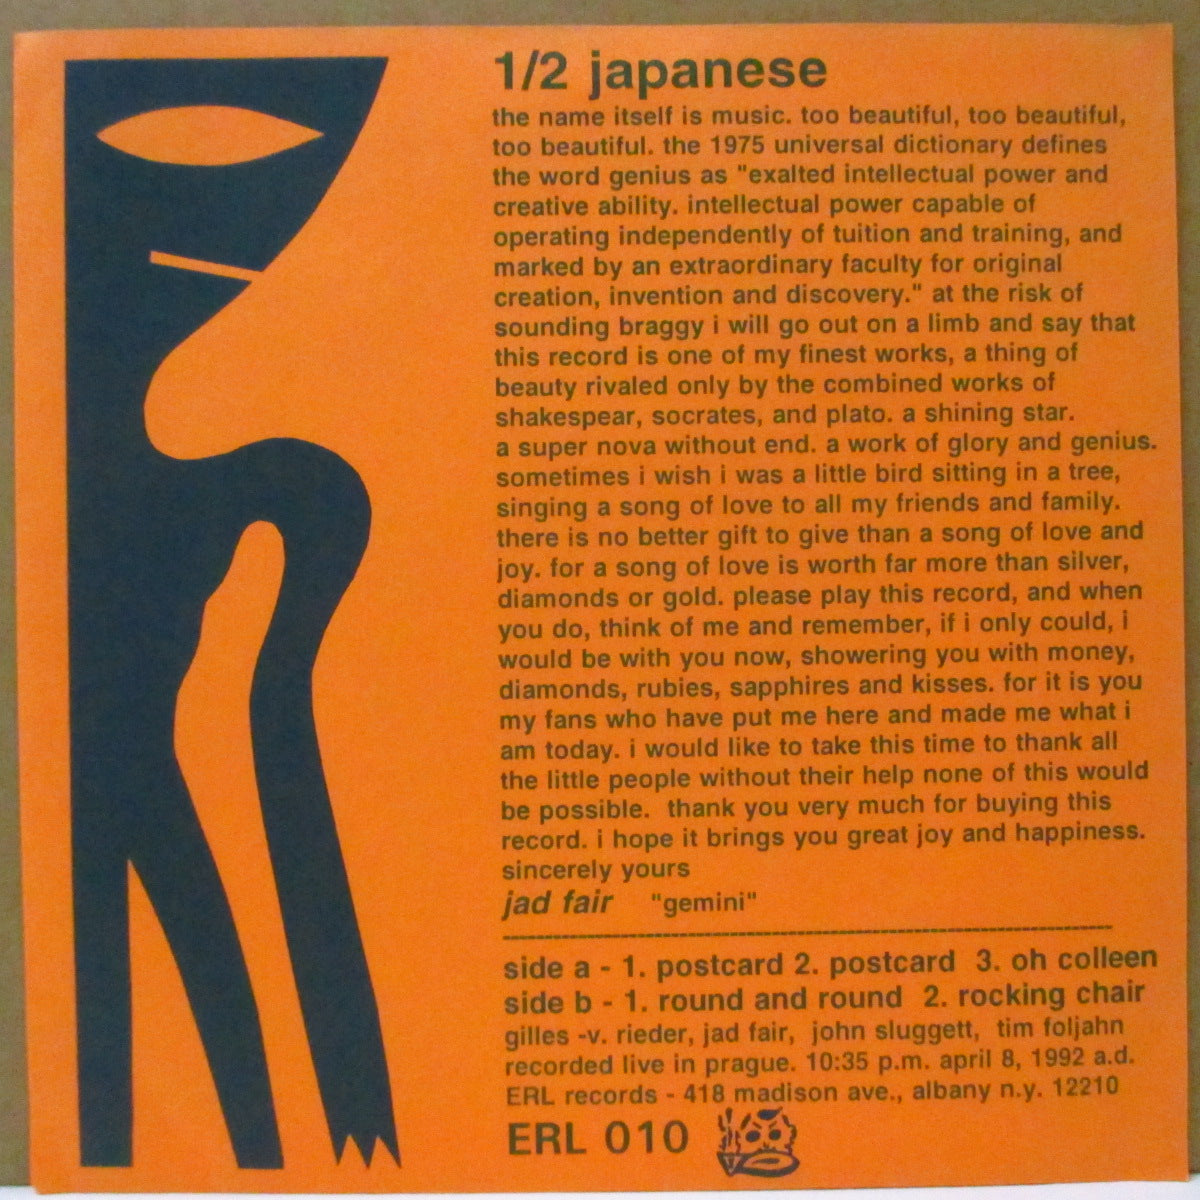 1/2 japanese
the name itself is music. too beautiful, too beautiful,
too beautiful. the 1975 universal dictionary defines
the word genius as "exalted intellectual power and
creative ability. intellectual power capable of
operating independently of tuition and training, and
marked by an extraordinary faculty for original
creation, invention and discovery." at the risk of
sounding braggy i will go out on a limb and say that
this record is one of my finest works, a thing of
beauty rivaled only by the combined works of
shakespear, socrates, and plato. a shining star.
a super nova without end. a work of glory and genius.
sometimes i wish i was a little bird sitting in a tree,
singing a song of love to all my friends and family.
there is no better gift to give than a song of love and
joy. for a song of love is worth far more than silver,
diamonds or gold. please play this record, and when
you do, think of me and remember, if i only could, i
would be with you now, showering you with money,
diamonds, rubies, sapphires and kisses. for it is you
my fans who have put me here and made me what i
am today. i would like to take this time to thank all
the little people without their help none of this would
be possible. thank you very much for buying this
record. i hope it brings you great joy and happiness.
sincerely yours
jad fair "gemini"
side a - 1. postcard 2. postcard 3. oh colleen
side b - 1. round and round 2. rocking chair
gilles -v. rieder, jad fair, john sluggett, tim foljahn
recorded live in prague. 10:35 p.m. april 8, 1992 a.d.
ERL records - 418 madison ave., albany n.y. 12210
ERL 010